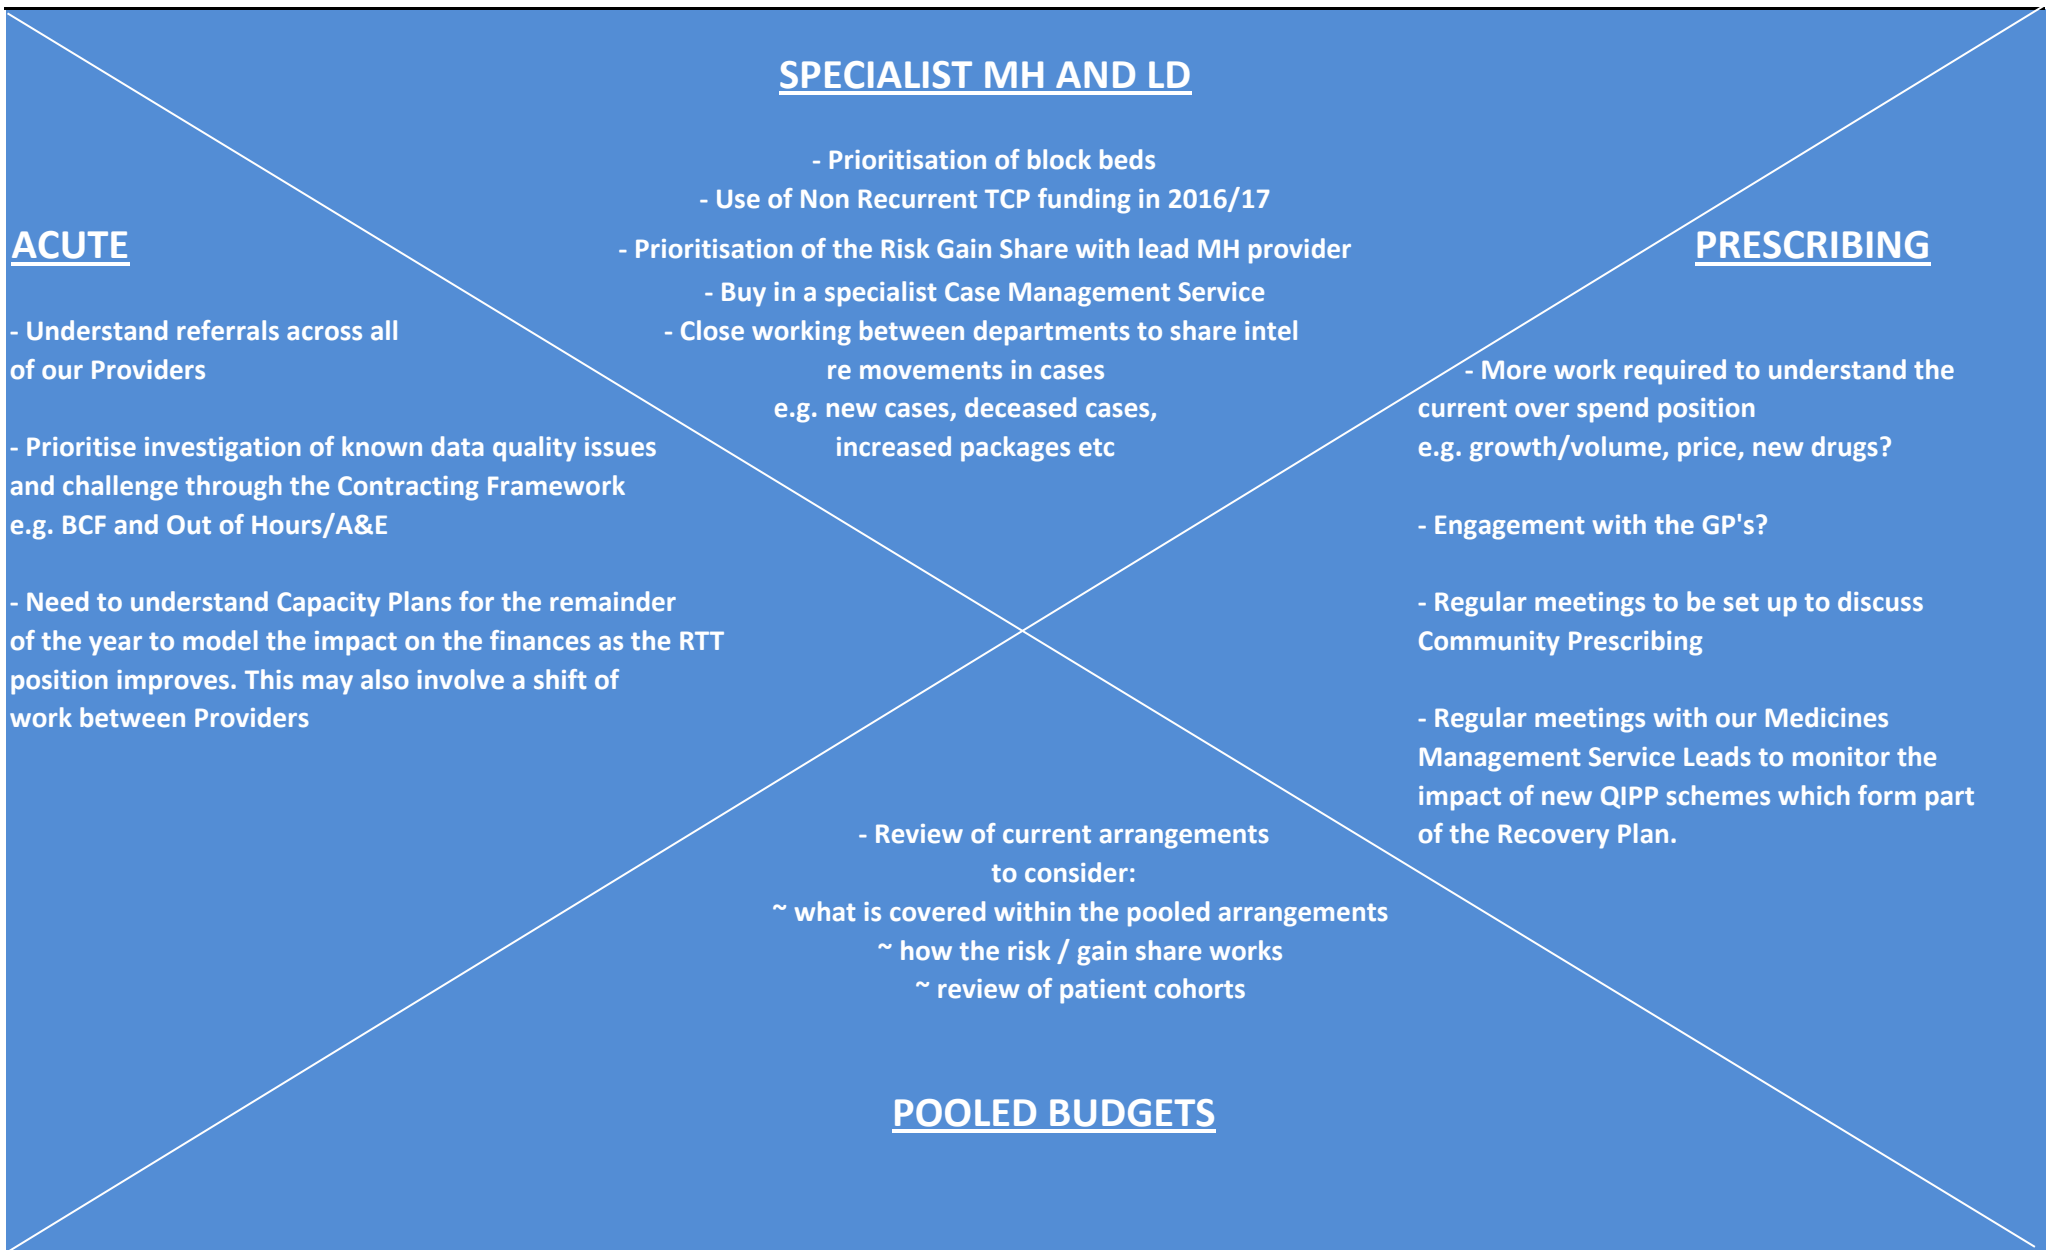 SPECIALIST MH AND LD
- Prioritisation of block beds
- Use of Non Recurrent TCP funding in 2016/17
- Prioritisation of the Risk Gain Share with lead MH provider
- Buy in a specialist Case Management Service
- Close working between departments to share intel
re movements in cases
e.g. new cases, deceased cases,
increased packages etc
ACUTE
- Understand referrals across all
of our Providers
- Prioritise investigation of known data quality issues
and challenge through the Contracting Framework
e.g. BCF and Out of Hours/A&E
- Need to understand Capacity Plans for the remainder
of the year to model the impact on the finances as the RTT
position improves. This may also involve a shift of
work between Providers
PRESCRIBING
- More work required to understand the
current over spend position
e.g. growth/volume, price, new drugs?
- Engagement with the GP's?
- Regular meetings to be set up to discuss
Community Prescribing
- Regular meetings with our Medicines
Management Service Leads to monitor the
impact of new QIPP schemes which form part
of the Recovery Plan.
- Review of current arrangements
to consider:
~ what is covered within the pooled arrangements
~ how the risk / gain share works
~ review of patient cohorts
POOLED BUDGETS